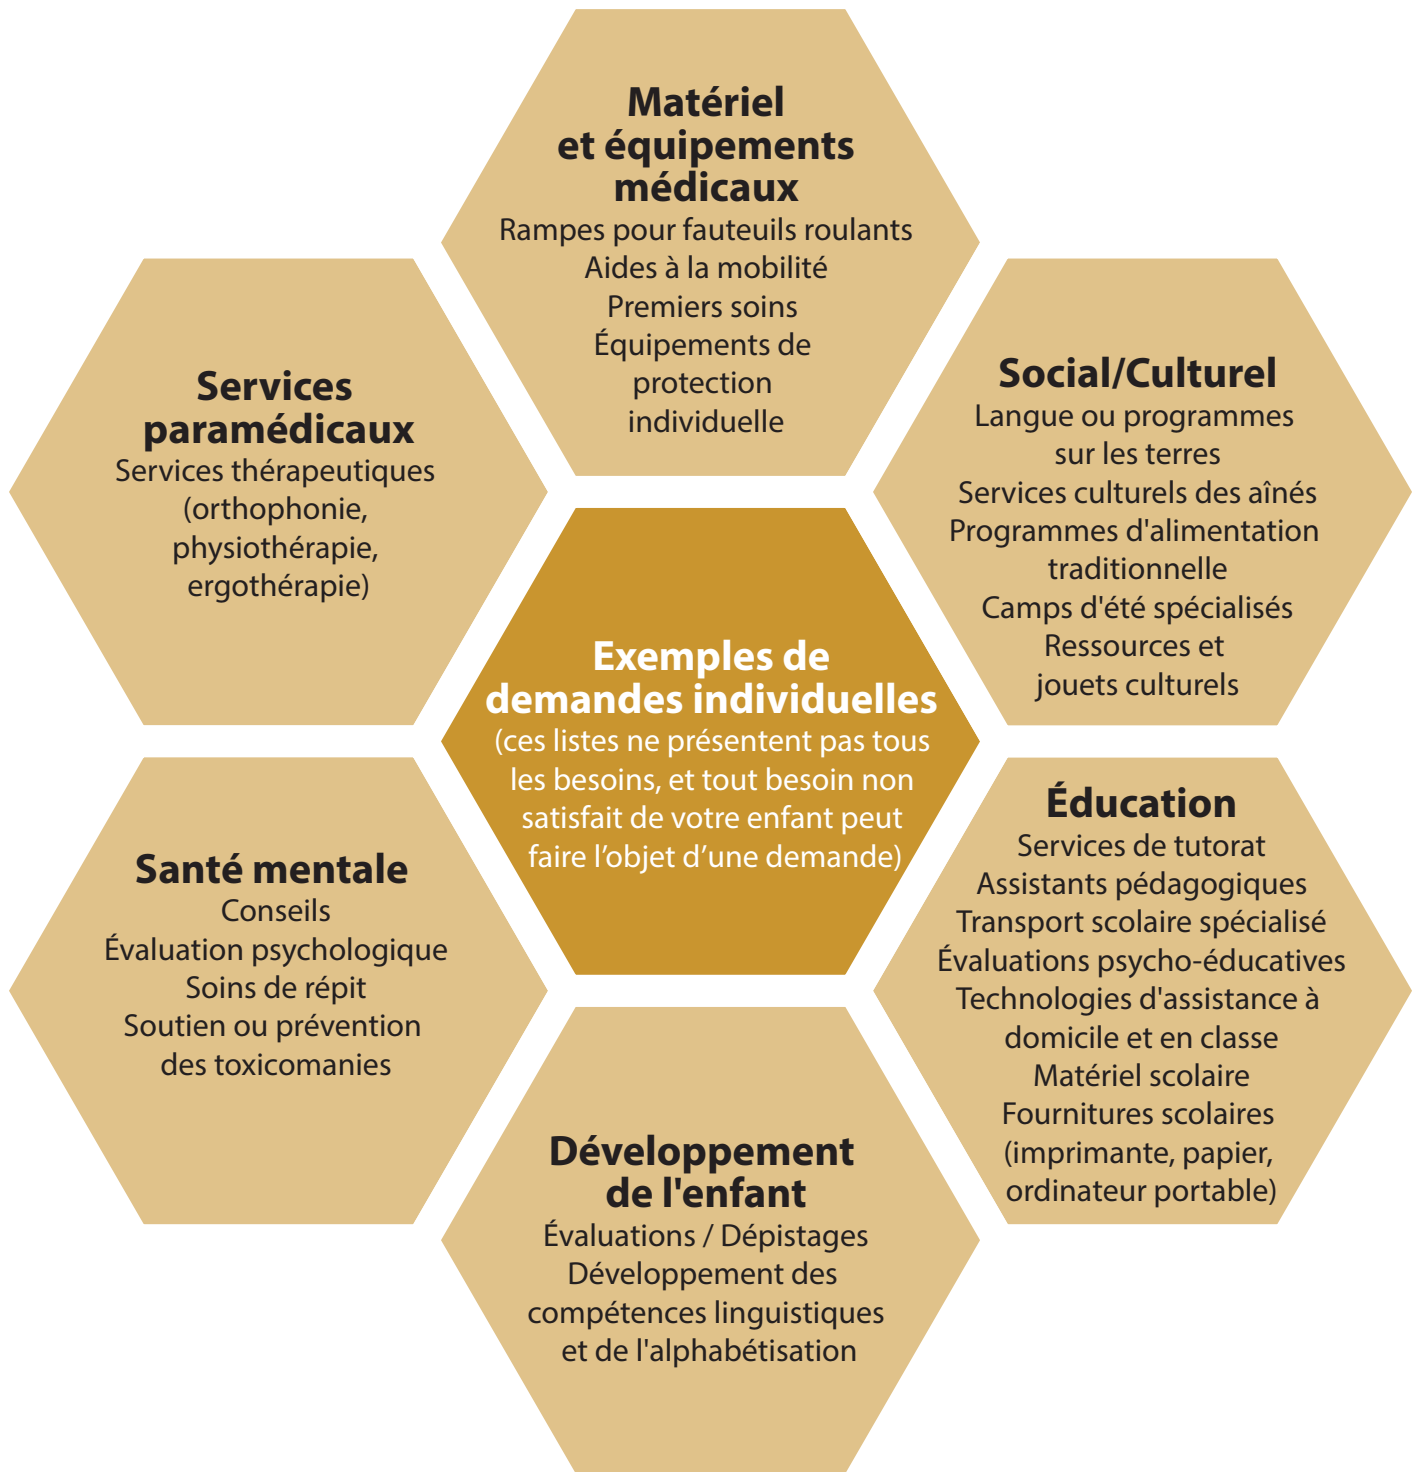 Matériel
et équipements
médicaux
Rampes pour fauteuils roulants
Aides à la mobilité
Premiers soins
Équipements de
protection
individuelle
Services
paramédicaux
Services thérapeutiques
(orthophonie,
physiothérapie,
ergothérapie)
Social/Culturel
Langue ou programmes
sur les terres
Services culturels des aînés
Programmes d'alimentation
traditionnelle
Camps d'été spécialisés
Ressources et
jouets culturels
Exemples de
demandes individuelles
(ces listes ne présentent pas tous
les besoins, et tout besoin non
satisfait de votre enfant peut
faire l’objet d’une demande)
Santé mentale
Conseils
Évaluation psychologique
Soins de répit
Soutien ou prévention
des toxicomanies
Éducation
Services de tutorat
Assistants pédagogiques
Transport scolaire spécialisé
Évaluations psycho-éducatives
Technologies d'assistance à
domicile et en classe
Matériel scolaire
Fournitures scolaires
(imprimante, papier,
ordinateur portable)
Développement
de l'enfant
Évaluations / Dépistages
Développement des
compétences linguistiques
et de l'alphabétisation